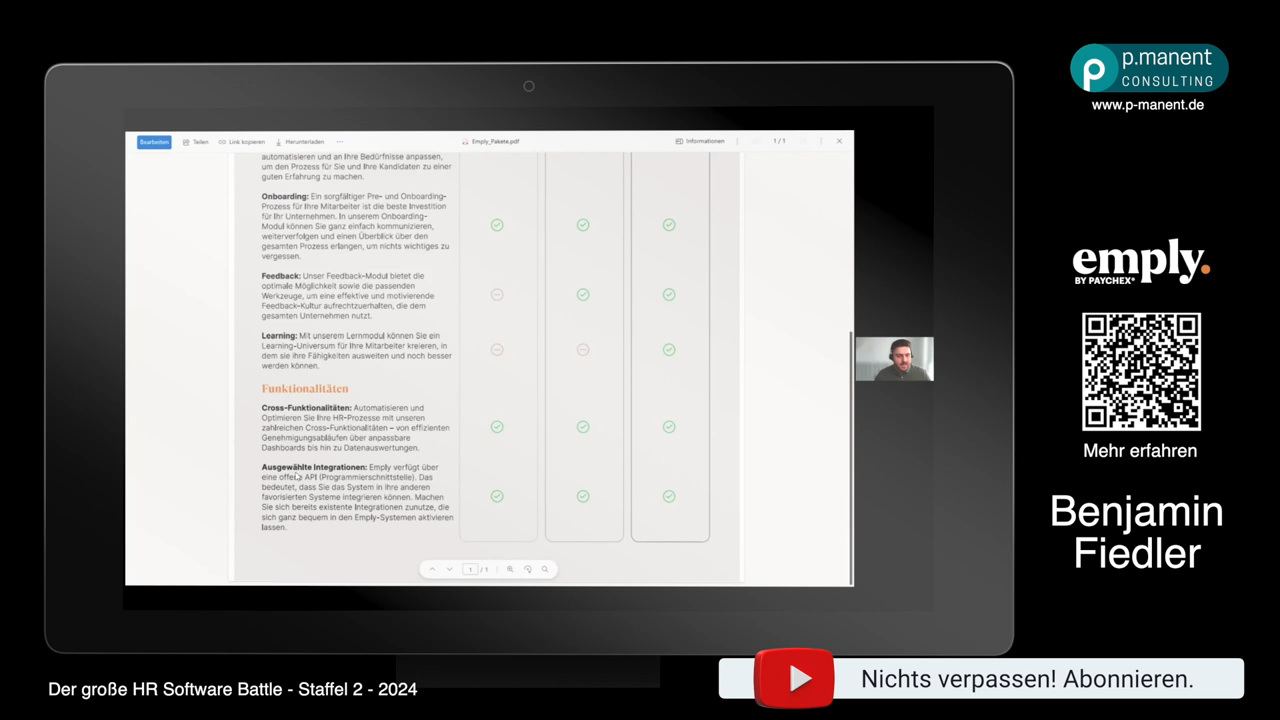 p.manent
CONSULTING
www.p-manent.de
Bearbeiten
Teilen
Link kopieren
Herunterladen
...
Emply_Pakete.pdf
Informationen
1 / 1
automatisieren und an Ihre Bedürfnisse anpassen,
um den Prozess für Sie und Ihre Kandidaten zu einer
guten Erfahrung zu machen.
Onboarding: Ein sorgfältiger Pre- und Onboarding-
Prozess für Ihre Mitarbeiter ist die beste Investition
für Ihr Unternehmen. In unserem Onboarding-
Modul können Sie ganz einfach kommunizieren,
weiterverfolgen und einen Überblick über den
gesamten Prozess erlangen, um nichts wichtiges zu
vergessen.
Feedback: Unser Feedback-Modul bietet die
optimale Möglichkeit sowie die passenden
Werkzeuge, um eine effektive und motivierende
Feedback-Kultur aufrechtzuerhalten, die dem
gesamten Unternehmen nutzt.
Learning: Mit unserem Lernmodul können Sie ein
Learning-Universum für Ihre Mitarbeiter kreieren, in
dem sie ihre Fähigkeiten ausweiten und noch besser
werden können.
Funktionalitäten
Cross-Funktionalitäten: Automatisieren und
Optimieren Sie Ihre HR-Prozesse mit unseren
zahlreichen Cross-Funktionalitäten – von effizienten
Genehmigungsabläufen über anpassbare
Dashboards bis hin zu Datenauswertungen.
Ausgewählte Integrationen: Emply verfügt über
eine offene API (Programmierschnittstelle). Das
bedeutet, dass Sie das System in Ihre anderen
favorisierten Systeme integrieren können. Machen
Sie sich bereits existente Integrationen zunutze, die
sich ganz bequem in den Emply-Systemen aktivieren
lassen.
1 / 1
emply.
BY PAYCHEX®
Mehr erfahren
Benjamin
Fiedler
Der große HR Software Battle - Staffel 2 - 2024
Nichts verpassen! Abonnieren.